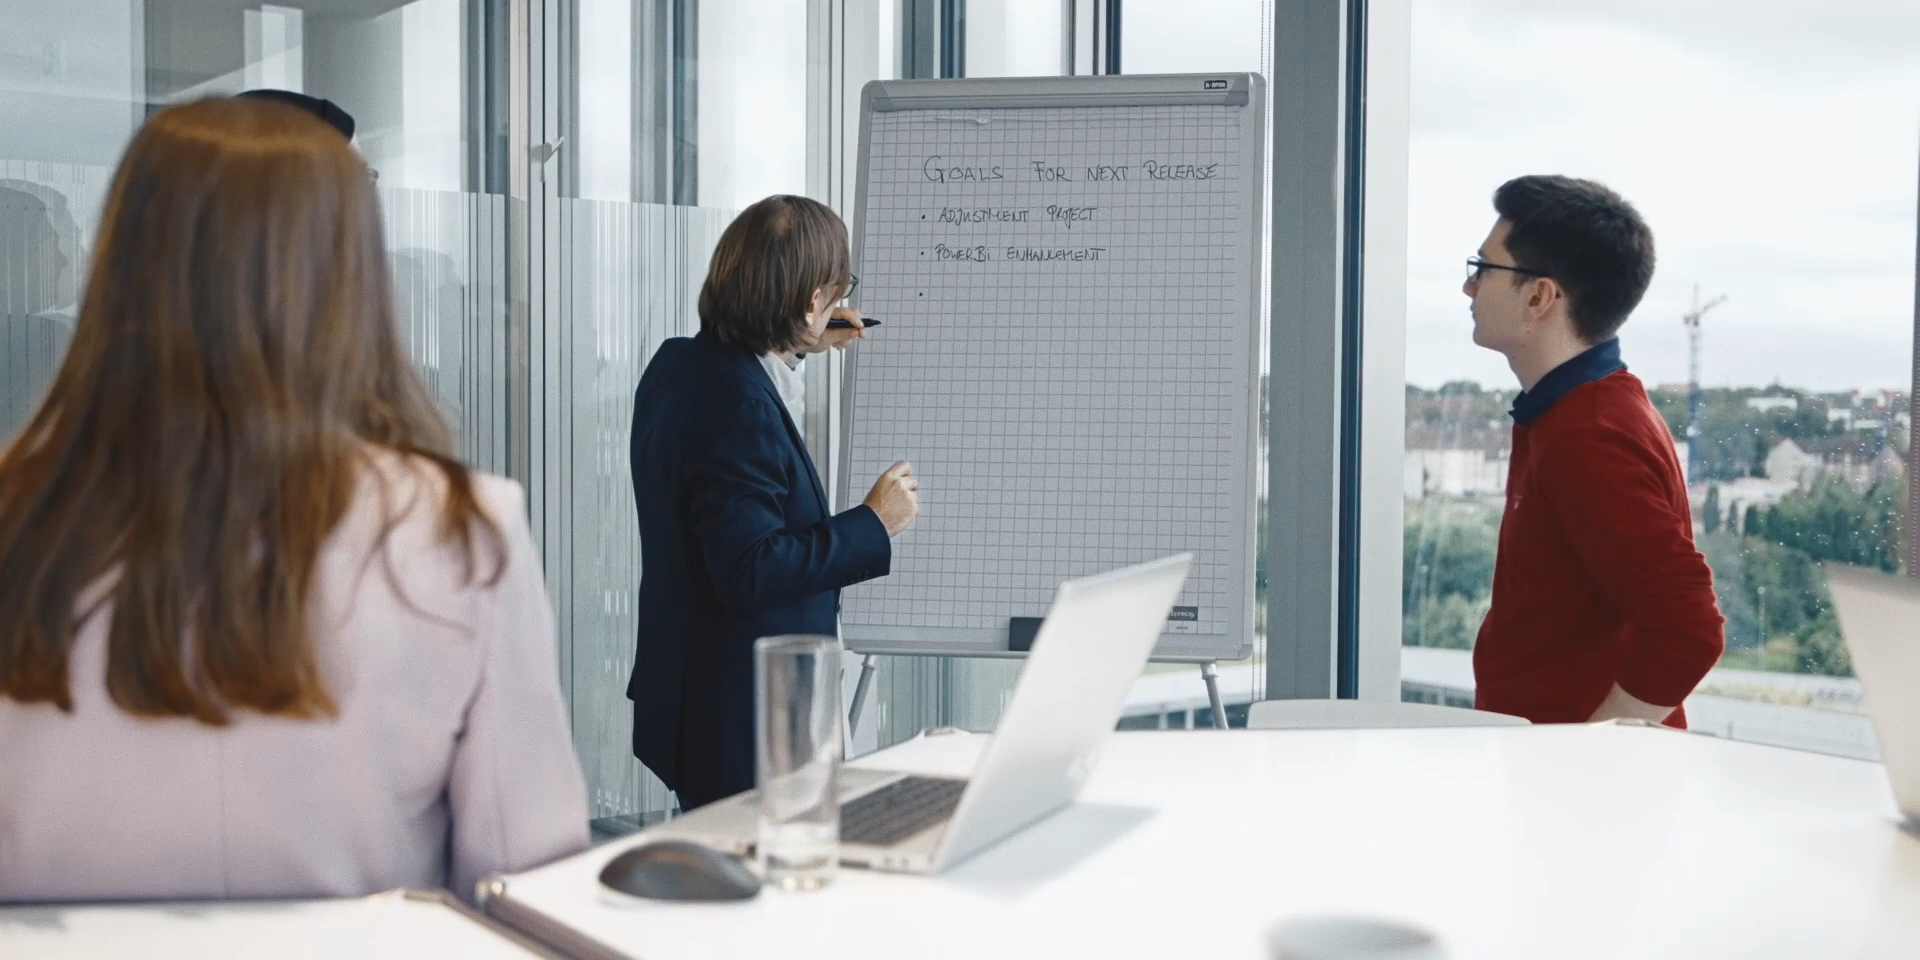 GOALS FOR NEXT RELEASE
• ADJUSTMENT PROJECT
• POWERBi ENHANCEMENT
•